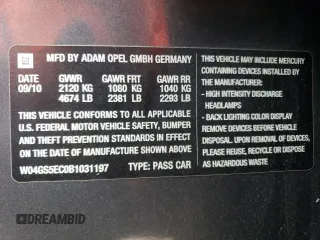 GM
MFD BY ADAM OPEL GMBH GERMANY
DATE GVWR GAWR FRT GAWR RR
09/10 2120 KG 1080 KG 1040 KG
4674 LB 2381 LB 2293 LB
THIS VEHICLE CONFORMS TO ALL APPLICABLE
U.S. FEDERAL MOTOR VEHICLE SAFETY, BUMPER
AND THEFT PREVENTION STANDARDS IN EFFECT
ON THE DATE OF MANUFACTURE SHOWN ABOVE
W04GS5EC0B1031197 TYPE: PASS CAR
THIS VEHICLE MAY INCLUDE MERCURY
CONTAINING DEVICES INSTALLED BY
THE MANUFACTURER:
- HIGH INTENSITY DISCHARGE
HEADLAMPS
- BACK LIGHTING COLOR DISPLAY
REMOVE DEVICES BEFORE VEHICLE
DISPOSAL. UPON REMOVAL OF DEVICES
PLEASE REUSE, RECYCLE OR DISPOSE
AS HAZARDOUS WASTE
DREAMBID